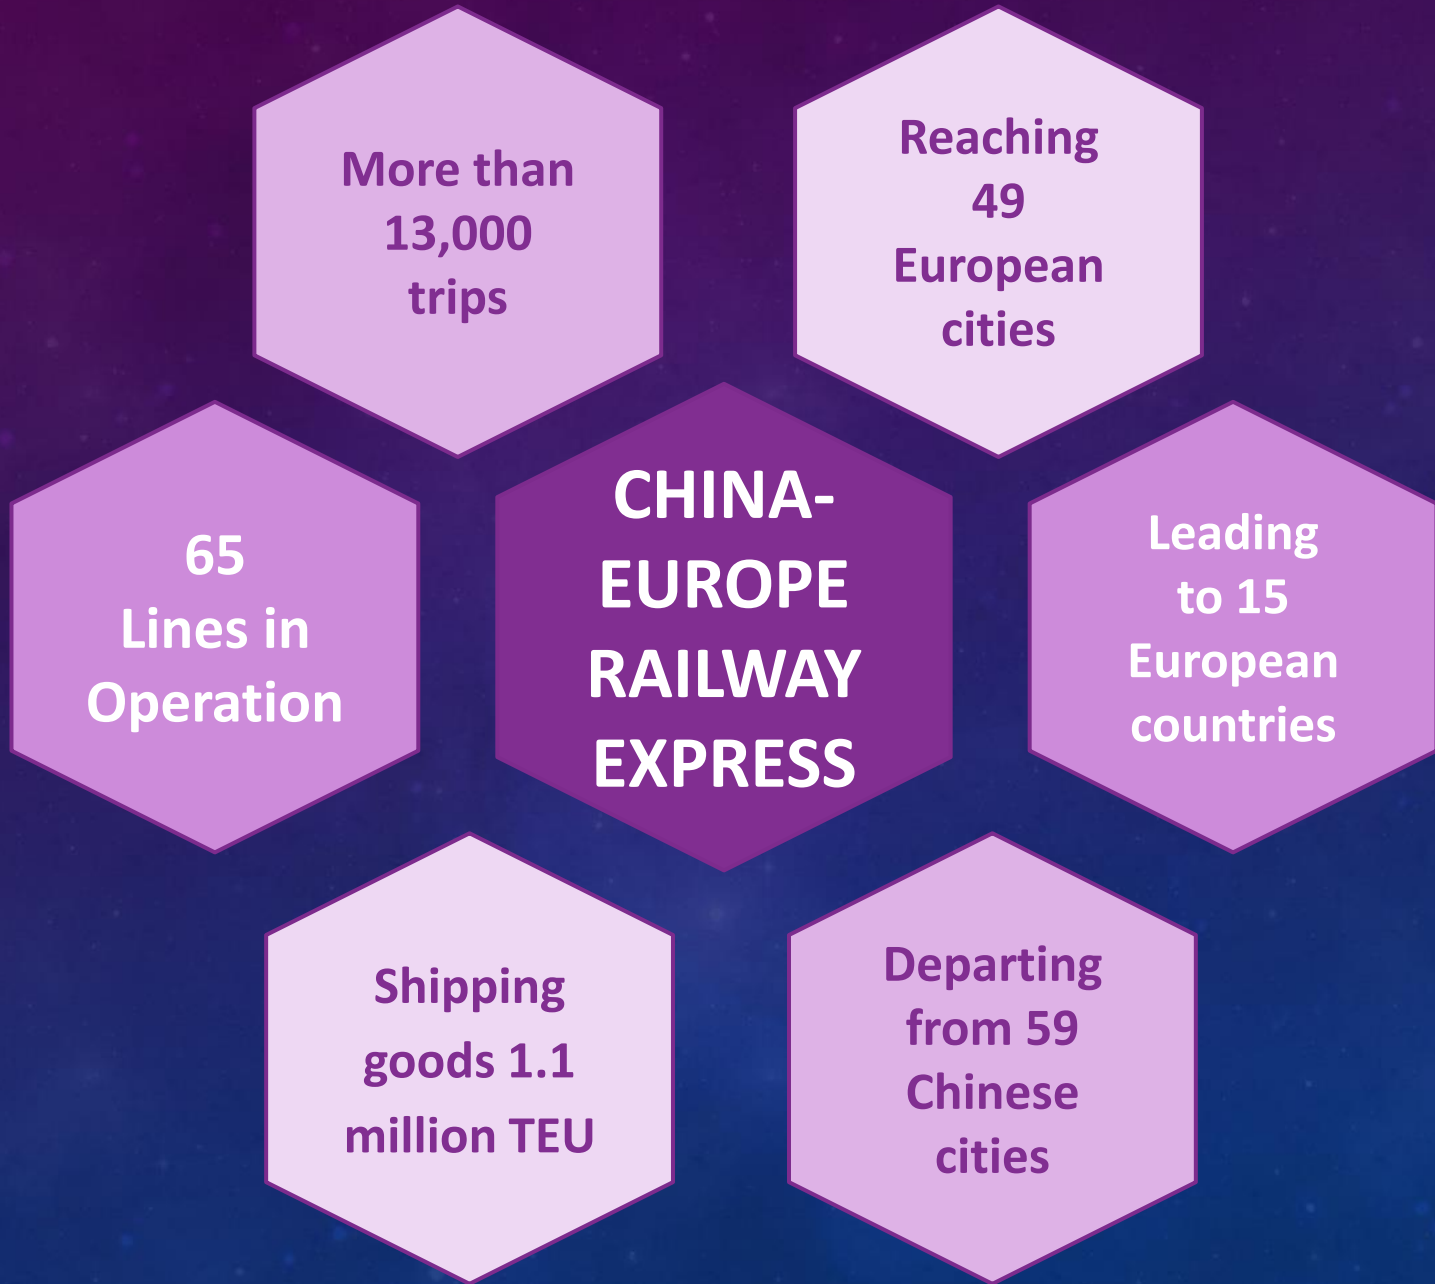 More than
13,000
trips
Reaching
49
European
cities
65
Lines in
Operation
CHINA-
EUROPE
RAILWAY
EXPRESS
Leading
to 15
European
countries
Shipping
goods 1.1
million TEU
Departing
from 59
Chinese
cities